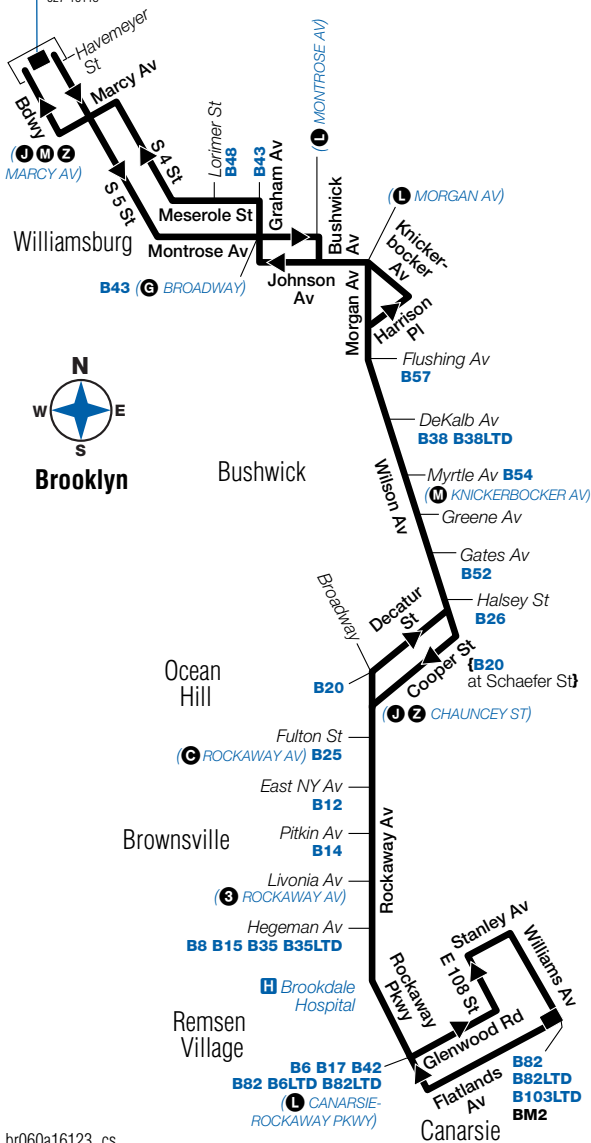 Havemeyer
St
Marcy Av
Bdwy
(J M Z
MARCY AV)
S 4 St
S 5 St
Lorimer St
B48
B43
Graham Av
(L MONTROSE AV)
Meserole St
Williamsburg
Montrose Av
Bushwick
Av
(L MORGAN AV)
Knicker-
bocker
Av
B43 (G BROADWAY)
Johnson
Av
Morgan Av
Harrison
Pl
Flushing Av
B57
N
W E
S
Brooklyn
DeKalb Av
B38 B38LTD
Bushwick
Wilson Av
Myrtle Av B54
(M KNICKERBOCKER AV)
Greene Av
Gates Av
B52
Halsey St
B26
Broadway
Decatur
St
Cooper St
{B20
at Schaefer St}
Ocean
Hill
B20
(J Z CHAUNCEY ST)
Fulton St
(C ROCKAWAY AV) B25
East NY Av
B12
Brownsville
Pitkin Av
B14
Rockaway Av
Livonia Av
(3 ROCKAWAY AV)
Hegeman Av
B8 B15 B35 B35LTD
Stanley Av
Williams Av
E 108 St
Rockaway
Pkwy
H Brookdale
Hospital
Remsen
Village
Glenwood Rd
B6 B17 B42
B82 B6LTD B82LTD
(L CANARSIE-
ROCKAWAY PKWY)
Flatlands
Av
B82
B82LTD
B103LTD
BM2
Canarsie